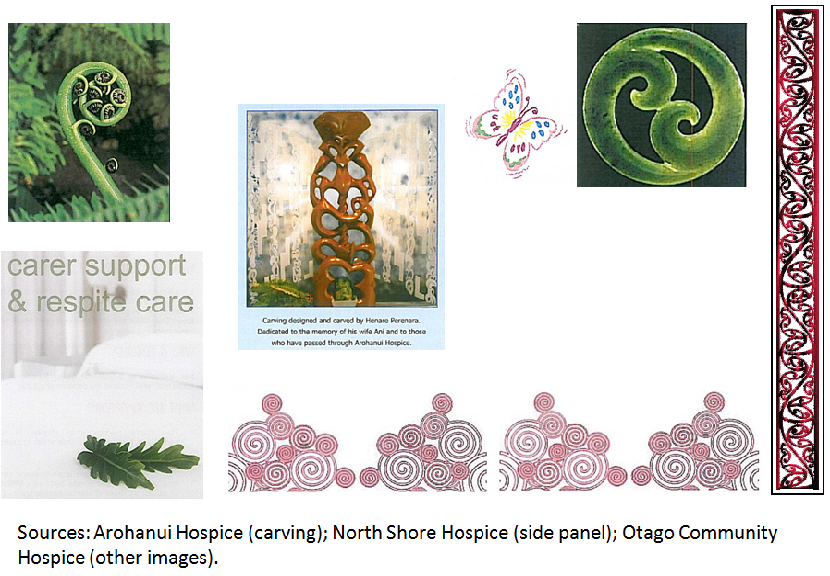 carer support
& respite care
Carving designed and carved by Henare Perenara.
Dedicated to the memory of his wife Ani and to those
who have passed through Arohanui Hospice.
Sources: Arohanui Hospice (carving); North Shore Hospice (side panel); Otago Community
Hospice (other images).